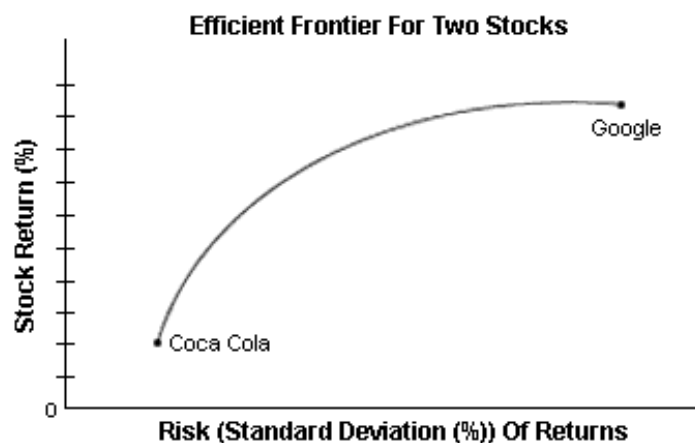 Efficient Frontier For Two Stocks
Stock Return (%)
Google
Coca Cola
0
Risk (Standard Deviation (%)) Of Returns